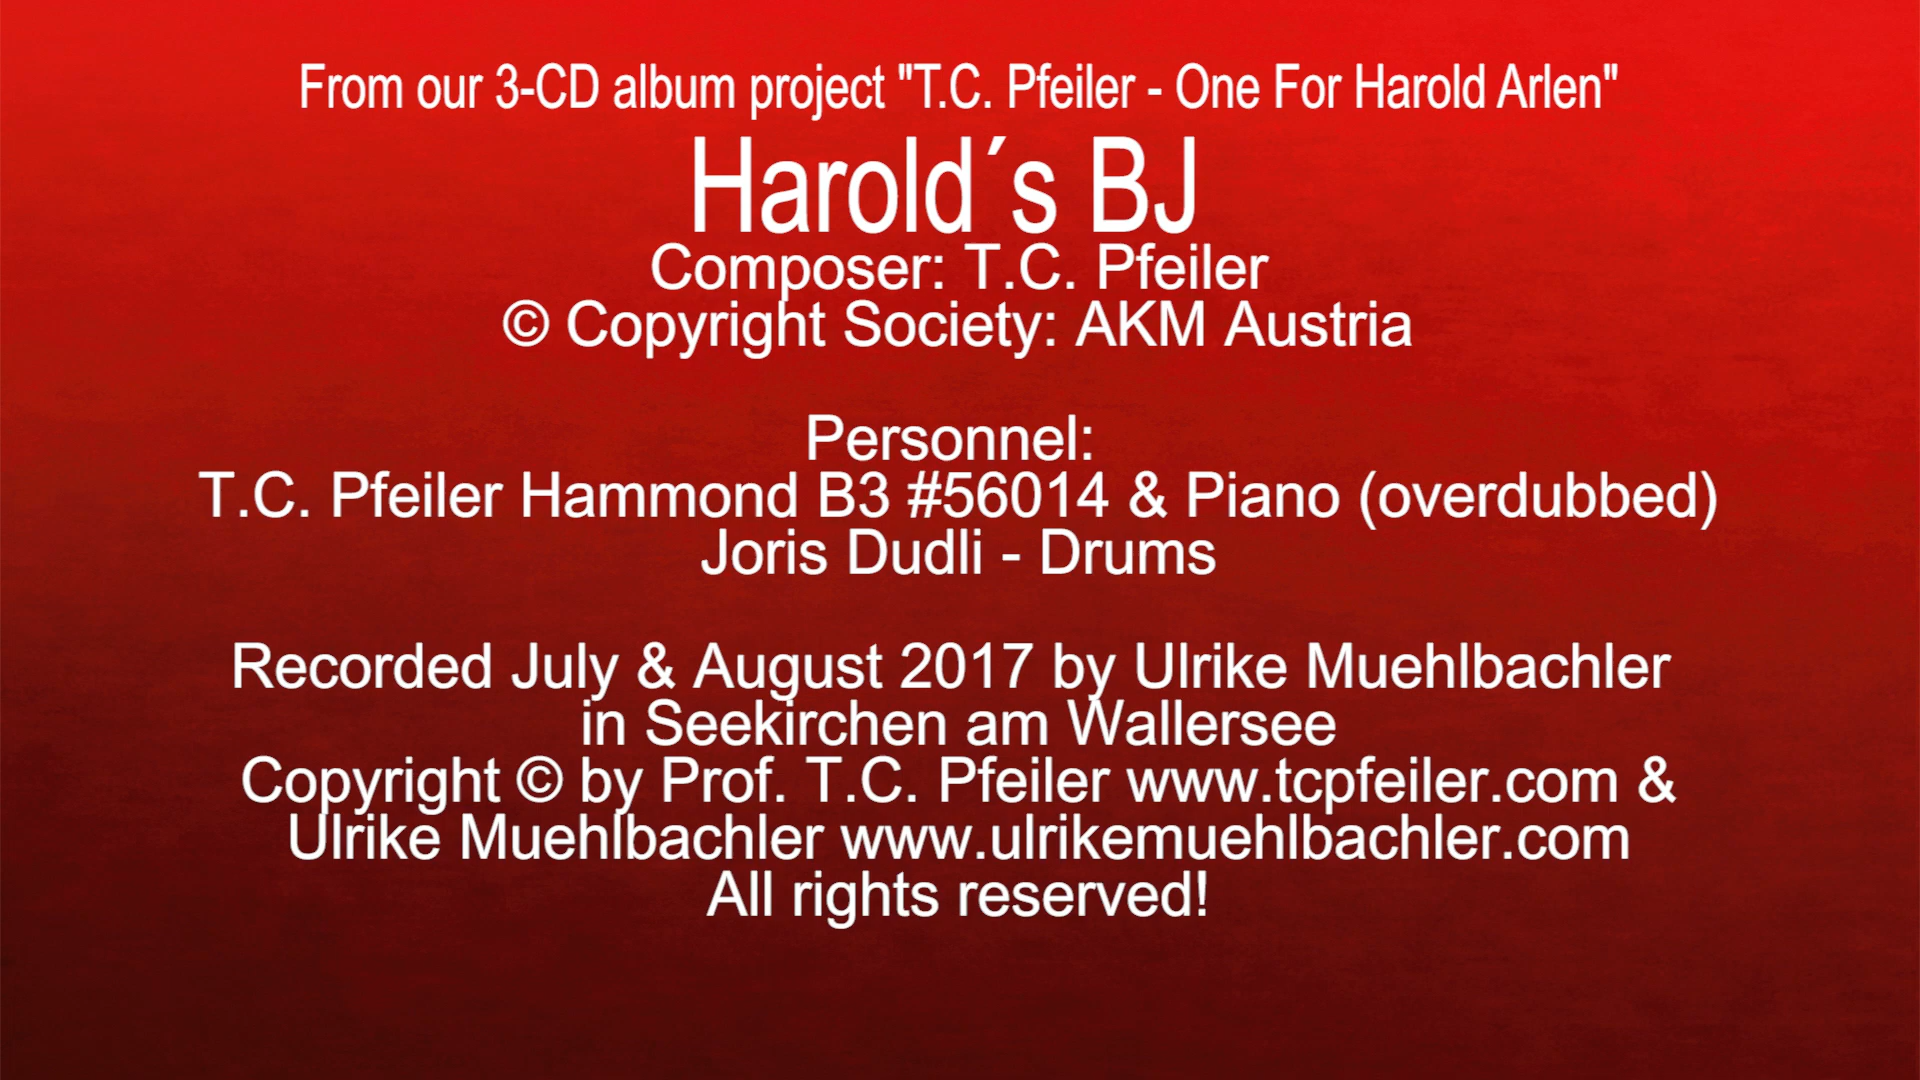 From our 3-CD album project "T.C. Pfeiler - One For Harold Arlen"
Harold´s BJ
Composer: T.C. Pfeiler
© Copyright Society: AKM Austria
Personnel:
T.C. Pfeiler Hammond B3 #56014 & Piano (overdubbed)
Joris Dudli - Drums
Recorded July & August 2017 by Ulrike Muehlbachler
in Seekirchen am Wallersee
Copyright © by Prof. T.C. Pfeiler www.tcpfeiler.com &
Ulrike Muehlbachler www.ulrikemuehlbachler.com
All rights reserved!